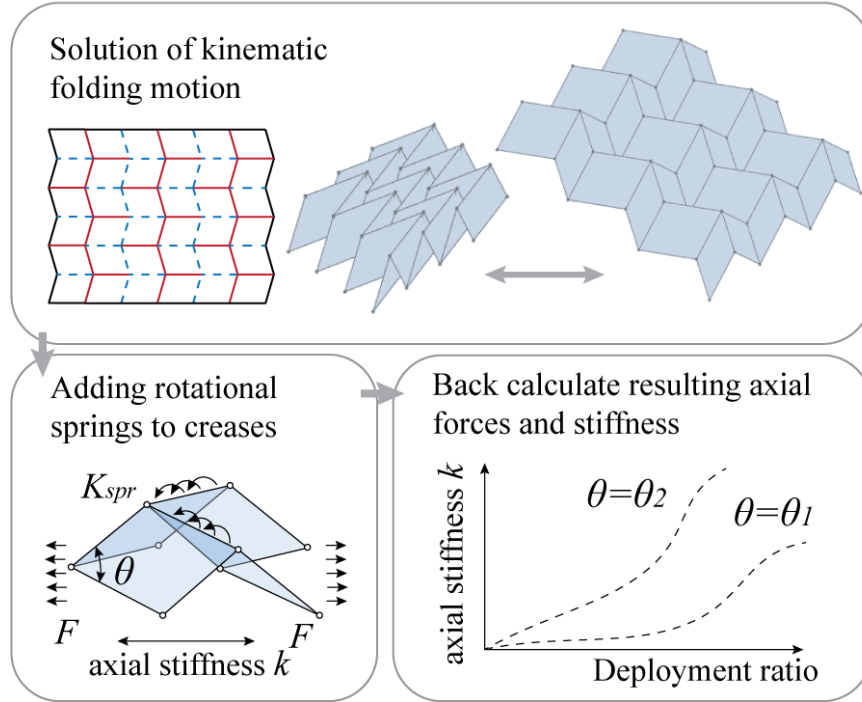 Solution of kinematic
folding motion
Adding rotational
springs to creases
Kspr
θ
F
F
axial stiffness k
Back calculate resulting axial
forces and stiffness
axial stiffness k
θ=θ2
θ=θ1
Deployment ratio